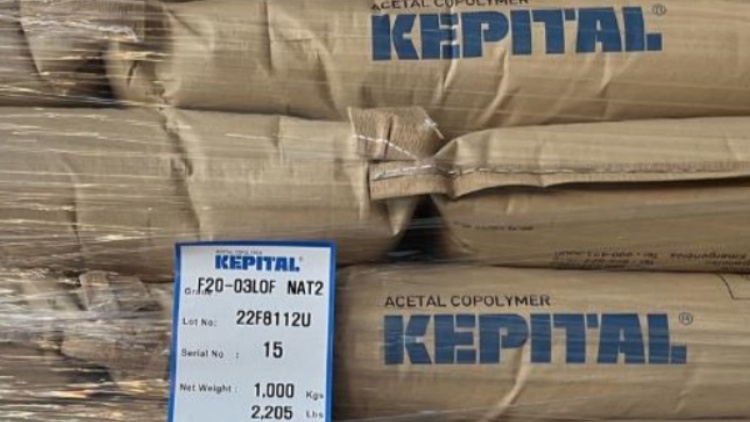 ACETAL COPOLYMER
KEPITAL®
ACETAL COPOLYMER
KEPITAL®
KEPITAL
Grade F20-03LOF NAT2
Lot No: 22F8112U
Serial No : 15
Net Weight : 1,000 Kgs
2,205 Lbs